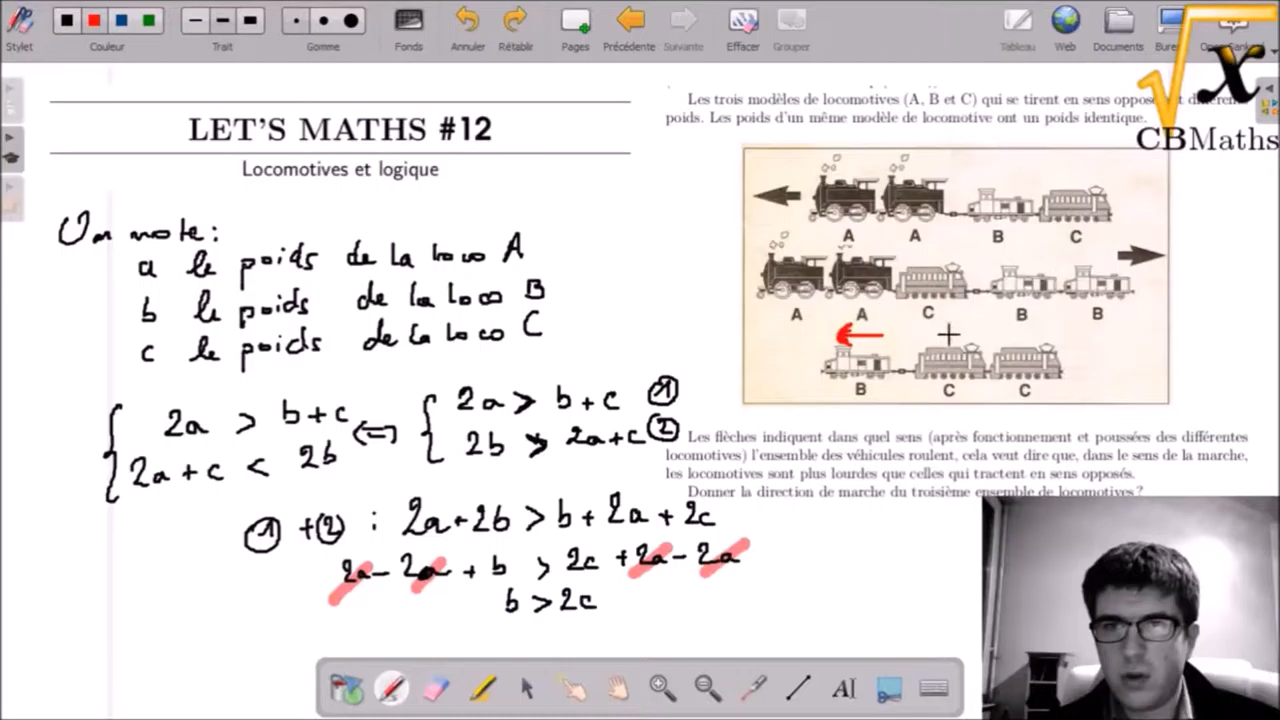 Stylet Couleur Trait Gomme Fonds Annuler Rétablir Pages Précédente Suivante Effacer Grouper Tableau Web Documents
CBMaths
LET'S MATHS #12
Locomotives et logique
On note:
a le poids de la loco A
b le poids de la loco B
c le poids de la loco C
2a > b+c <=> 2a > b+c ①
2a+c < 2b 2b > 2a+c ②
① + ② : 2a+2b > b+2a+2c
2a-2a+b > 2c+2a-2a
b > 2c
Les trois modèles de locomotives (A, B et C) qui se tirent en sens
poids. Les poids d'un même modèle de locomotive ont un poids identique.
A A B C
A A C B B
B C C
Les flèches indiquent dans quel sens (après fonctionnement et poussées des différentes
locomotives) l'ensemble des véhicules roulent, cela veut dire que, dans le sens de la marche,
les locomotives sont plus lourdes que celles qui tractent en sens opposés.
Donner la direction de marche du troisième ensemble de locomotives?